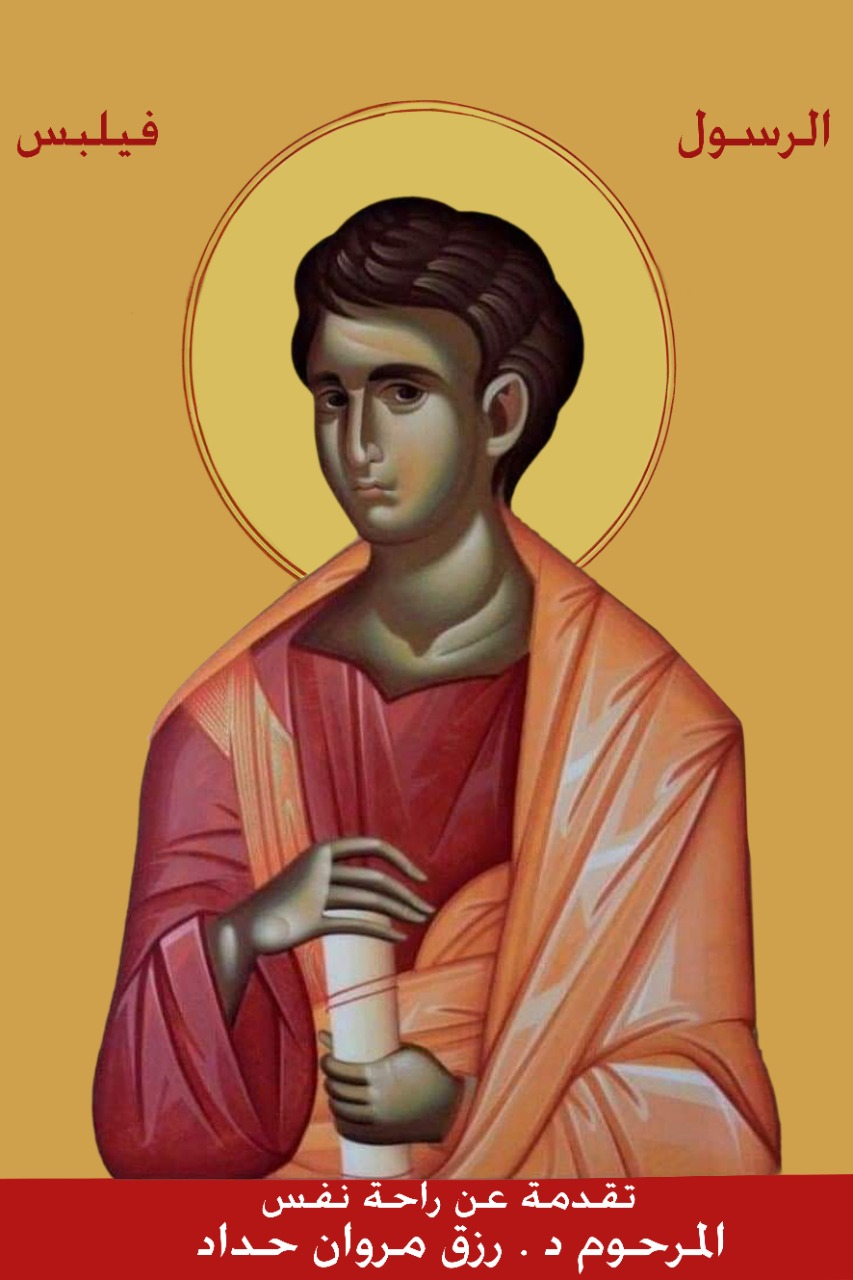 الرسول فيلبس
تقدمة عن راحة نفس
المرحوم د . رزق مروان حداد